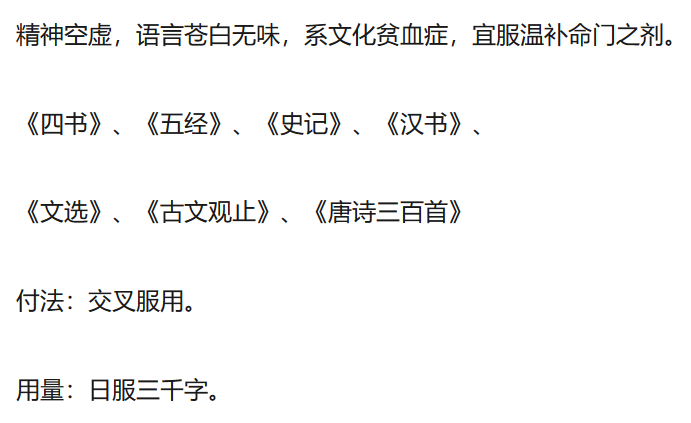 精神空虚，语言苍白无味，系文化贫血症，宜服温补命门之剂。
《四书》、《五经》、《史记》、《汉书》、
《文选》、《古文观止》、《唐诗三百首》
付法：交叉服用。
用量：日服三千字。